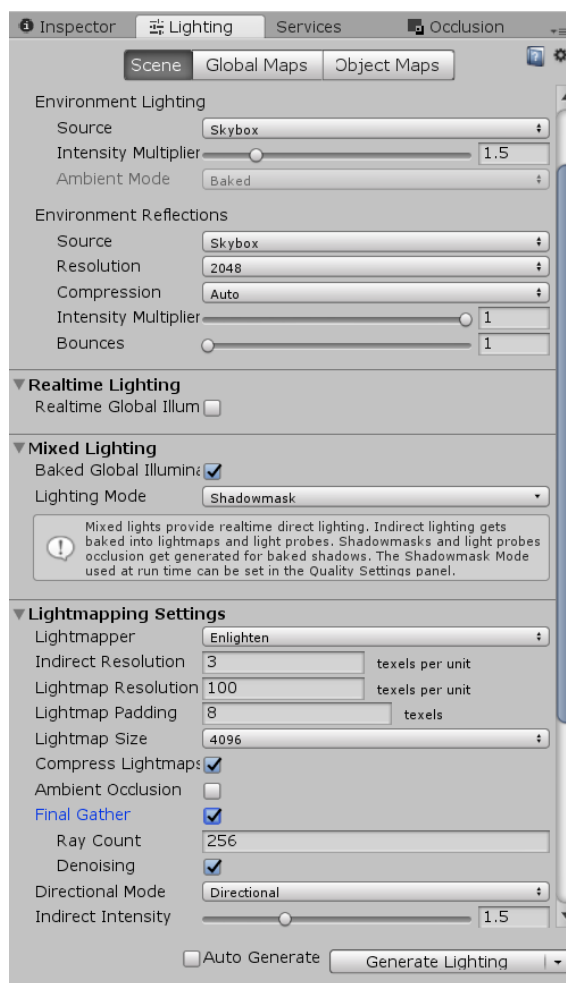 Inspector Lighting Services Occlusion
Scene Global Maps Object Maps
Environment Lighting
Source Skybox
Intensity Multiplier 1.5
Ambient Mode Baked
Environment Reflections
Source Skybox
Resolution 2048
Compression Auto
Intensity Multiplier 1
Bounces 1
Realtime Lighting
Realtime Global Illum
Mixed Lighting
Baked Global Illumina
Lighting Mode Shadowmask
Mixed lights provide realtime direct lighting. Indirect lighting gets
baked into lightmaps and light probes. Shadowmasks and light probes
occlusion get generated for baked shadows. The Shadowmask Mode
used at run time can be set in the Quality Settings panel.
Lightmapping Settings
Lightmapper Enlighten
Indirect Resolution 3 texels per unit
Lightmap Resolution 100 texels per unit
Lightmap Padding 8 texels
Lightmap Size 4096
Compress Lightmaps
Ambient Occlusion
Final Gather
Ray Count 256
Denoising
Directional Mode Directional
Indirect Intensity 1.5
Auto Generate Generate Lighting